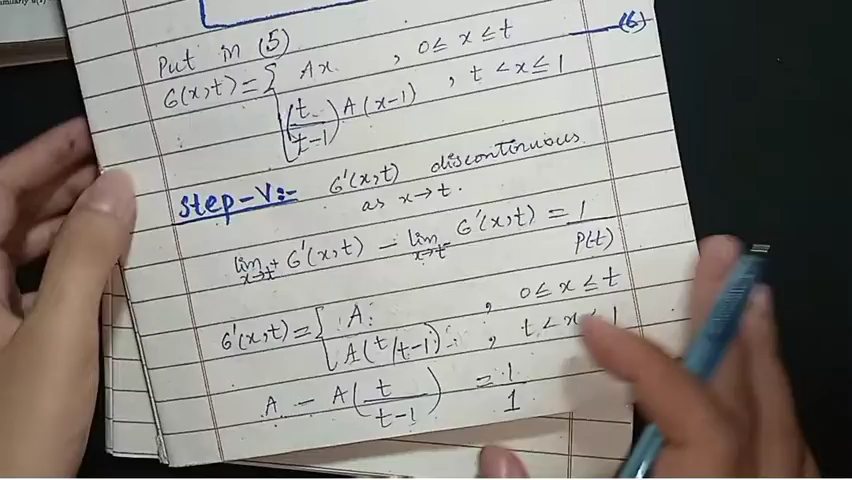 Put in (5)
G(x,t) = { Ax , 0≤ x ≤ t (6)
(t/t-1) A (x-1) , t < x ≤ 1
Step-V:- G'(x,t) discontinuous
as x→t.
lim x→t⁺ G'(x,t) - lim x→t⁻ G'(x,t) = 1/P(t)
G'(x,t) = { A , 0≤ x ≤ t
A(t/t-1) , t < x ≤ 1
A - A(t/t-1) = 1/1